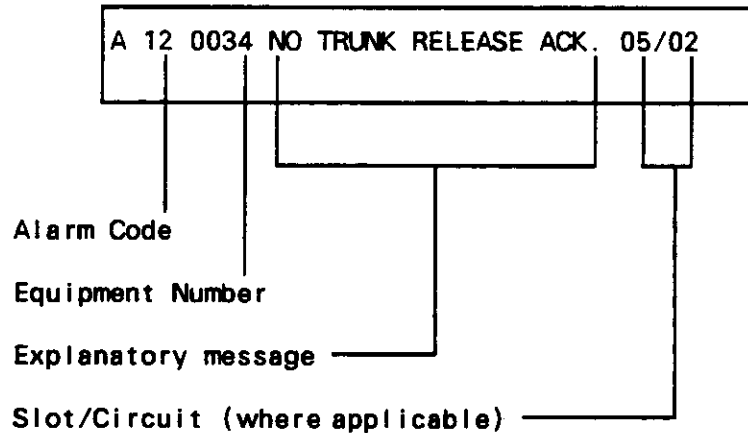 A 12 0034 NO TRUNK RELEASE ACK. 05/02
Alarm Code
Equipment Number
Explanatory message
Slot/Circuit (where applicable)